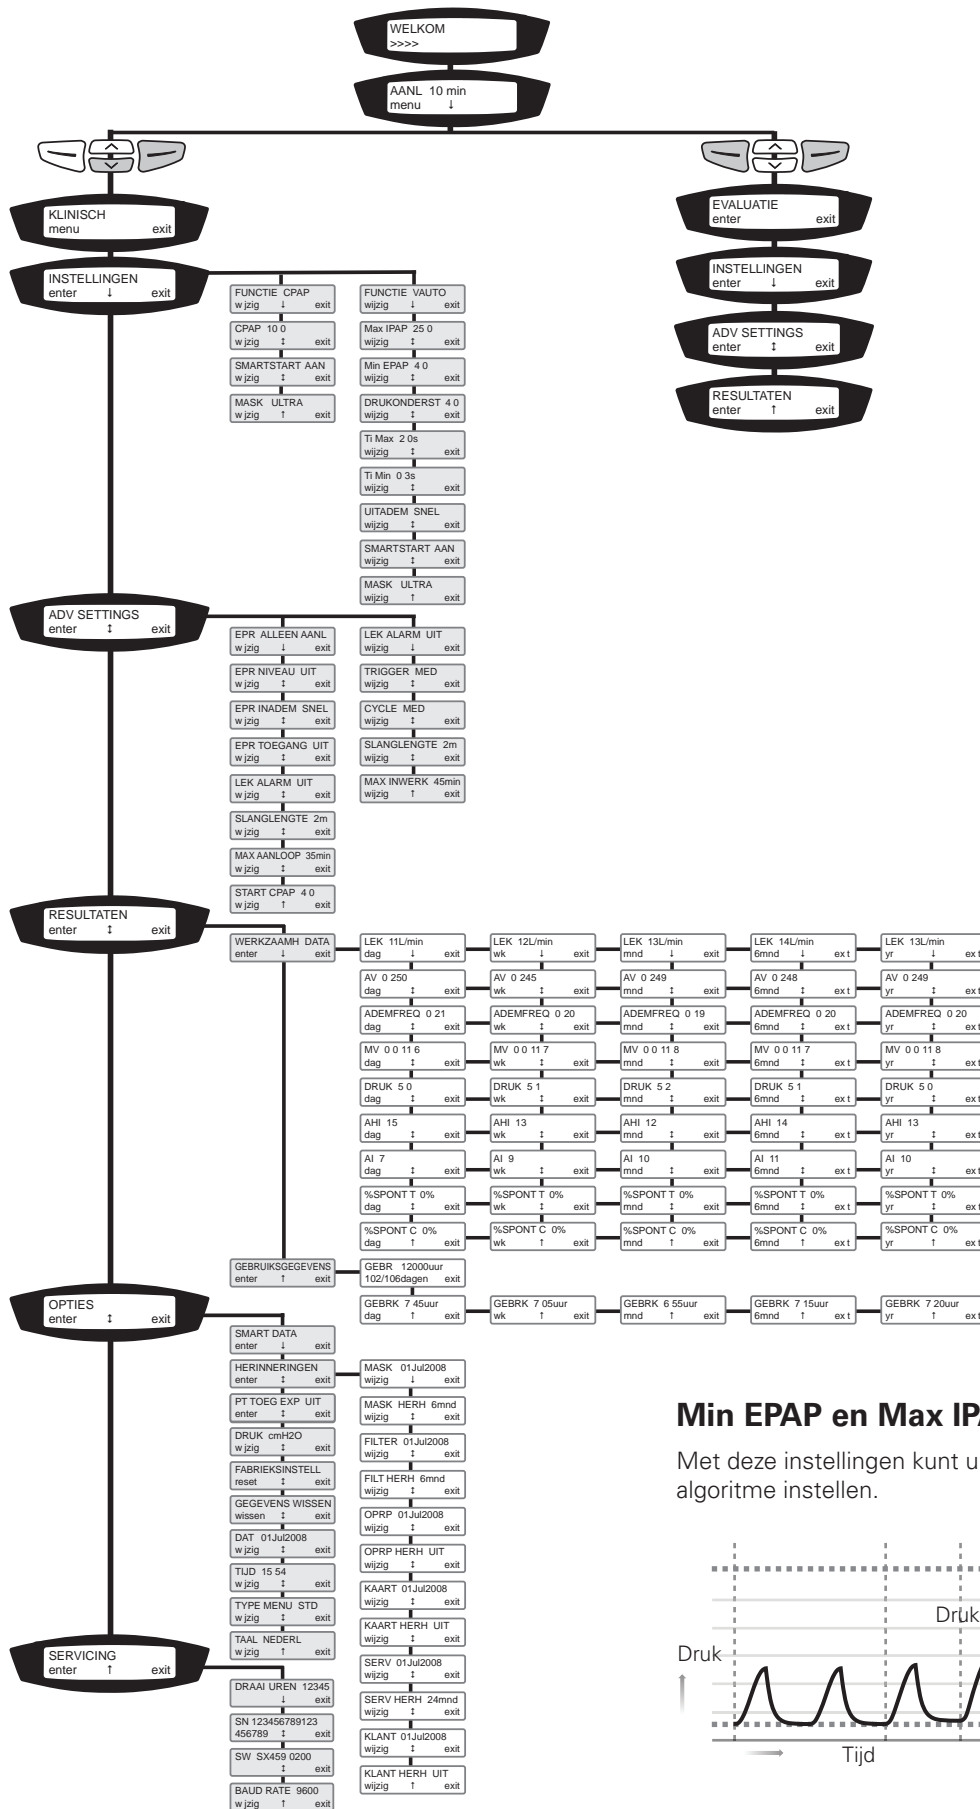 WELKOM
>>>>
AANL 10 min
menu ↓
KLINISCH
menu exit
INSTELLINGEN
enter ↓ exit
FUNCTIE CPAP
w jzig ↓ exit
CPAP 10 0
w jzig ↕ exit
SMARTSTART AAN
w jzig ↕ exit
MASK ULTRA
w jzig ↑ exit
FUNCTIE VAUTO
wijzig ↓ exit
Max IPAP 25 0
wijzig ↕ exit
Min EPAP 4 0
wijzig ↕ exit
DRUKONDERST 4 0
wijzig ↕ exit
Ti Max 2 0s
wijzig ↕ exit
Ti Min 0 3s
wijzig ↕ exit
UITADEM SNEL
wijzig ↕ exit
SMARTSTART AAN
wijzig ↕ exit
MASK ULTRA
wijzig ↑ exit
EVALUATIE
enter exit
INSTELLINGEN
enter ↓ exit
ADV SETTINGS
enter ↕ exit
RESULTATEN
enter ↑ exit
ADV SETTINGS
enter ↕ exit
EPR ALLEEN AANL
w jzig ↓ exit
EPR NIVEAU UIT
w jzig ↕ exit
EPR INADEM SNEL
w jzig ↕ exit
EPR TOEGANG UIT
w jzig ↕ exit
LEK ALARM UIT
w jzig ↕ exit
SLANGLENGTE 2m
w jzig ↕ exit
MAX AANLOOP 35min
w jzig ↕ exit
START CPAP 4 0
w jzig ↑ exit
LEK ALARM UIT
wijzig ↓ exit
TRIGGER MED
wijzig ↕ exit
CYCLE MED
wijzig ↕ exit
SLANGLENGTE 2m
wijzig ↕ exit
MAX INWERK 45min
wijzig ↑ exit
RESULTATEN
enter ↕ exit
WERKZAAMH DATA
enter ↓ exit
LEK 11L/min LEK 12L/min LEK 13L/min LEK 14L/min LEK 13L/min
dag ↓ exit wk ↓ exit mnd ↓ exit 6mnd ↓ ex t yr ↓ ex t
AV 0 250 AV 0 245 AV 0 249 AV 0 248 AV 0 249
dag ↕ exit wk ↕ exit mnd ↕ exit 6mnd ↕ ex t yr ↕ ex t
ADEMFREQ 0 21 ADEMFREQ 0 20 ADEMFREQ 0 19 ADEMFREQ 0 20 ADEMFREQ 0 20
dag ↕ exit wk ↕ exit mnd ↕ exit 6mnd ↕ ex t yr ↕ ex t
MV 0 0 11 6 MV 0 0 11 7 MV 0 0 11 8 MV 0 0 11 7 MV 0 0 11 8
dag ↕ exit wk ↕ exit mnd ↕ exit 6mnd ↕ ex t yr ↕ ex t
DRUK 5 0 DRUK 5 1 DRUK 5 2 DRUK 5 1 DRUK 5 0
dag ↕ exit wk ↕ exit mnd ↕ exit 6mnd ↕ ex t yr ↕ ex t
AHI 15 AHI 13 AHI 12 AHI 14 AHI 13
dag ↕ exit wk ↕ exit mnd ↕ exit 6mnd ↕ ex t yr ↕ ex t
AI 7 AI 9 AI 10 AI 11 AI 10
dag ↕ exit wk ↕ exit mnd ↕ exit 6mnd ↕ ex t yr ↕ ex t
%SPONT T 0% %SPONT T 0% %SPONT T 0% %SPONT T 0% %SPONT T 0%
dag ↕ exit wk ↕ exit mnd ↕ exit 6mnd ↕ ex t yr ↕ ex t
%SPONT C 0% %SPONT C 0% %SPONT C 0% %SPONT C 0% %SPONT C 0%
dag ↑ exit wk ↑ exit mnd ↑ exit 6mnd ↑ ex t yr ↑ ex t
GEBRUIKSGEGEVENS
enter ↑ exit
GEBR 12000uur
102/106dagen exit
GEBRK 7 45uur GEBRK 7 05uur GEBRK 6 55uur GEBRK 7 15uur GEBRK 7 20uur
dag ↑ exit wk ↑ exit mnd ↑ exit 6mnd ↑ ex t yr ↑ ex t
OPTIES
enter ↕ exit
SMART DATA
enter ↓ exit
HERINNERINGEN
enter ↕ exit
PT TOEG EXP UIT
enter ↕ exit
DRUK cmH2O
w jzig ↕ exit
FABRIEKSINSTELL
reset ↕ exit
GEGEVENS WISSEN
wissen ↕ exit
DAT 01Jul2008
w jzig ↕ exit
TIJD 15 54
w jzig ↕ exit
TYPE MENU STD
w jzig ↕ exit
TAAL NEDERL
w jzig ↑ exit
MASK 01Jul2008
wijzig ↓ exit
MASK HERH 6mnd
wijzig ↕ exit
FILTER 01Jul2008
wijzig ↕ exit
FILT HERH 6mnd
wijzig ↕ exit
OPRP 01Jul2008
wijzig ↕ exit
OPRP HERH UIT
wijzig ↕ exit
KAART 01Jul2008
wijzig ↕ exit
KAART HERH UIT
wijzig ↕ exit
SERV 01Jul2008
wijzig ↕ exit
SERV HERH 24mnd
wijzig ↕ exit
KLANT 01Jul2008
wijzig ↕ exit
KLANT HERH UIT
wijzig ↑ exit
SERVICING
enter ↑ exit
DRAAI UREN 12345
↓ exit
SN 123456789123
456789 ↕ exit
SW SX459 0200
↕ exit
BAUD RATE 9600
w jzig ↑ exit
Min EPAP en Max IPA
Met deze instellingen kunt u
algoritme instellen.
Druk
Druk
Tijd